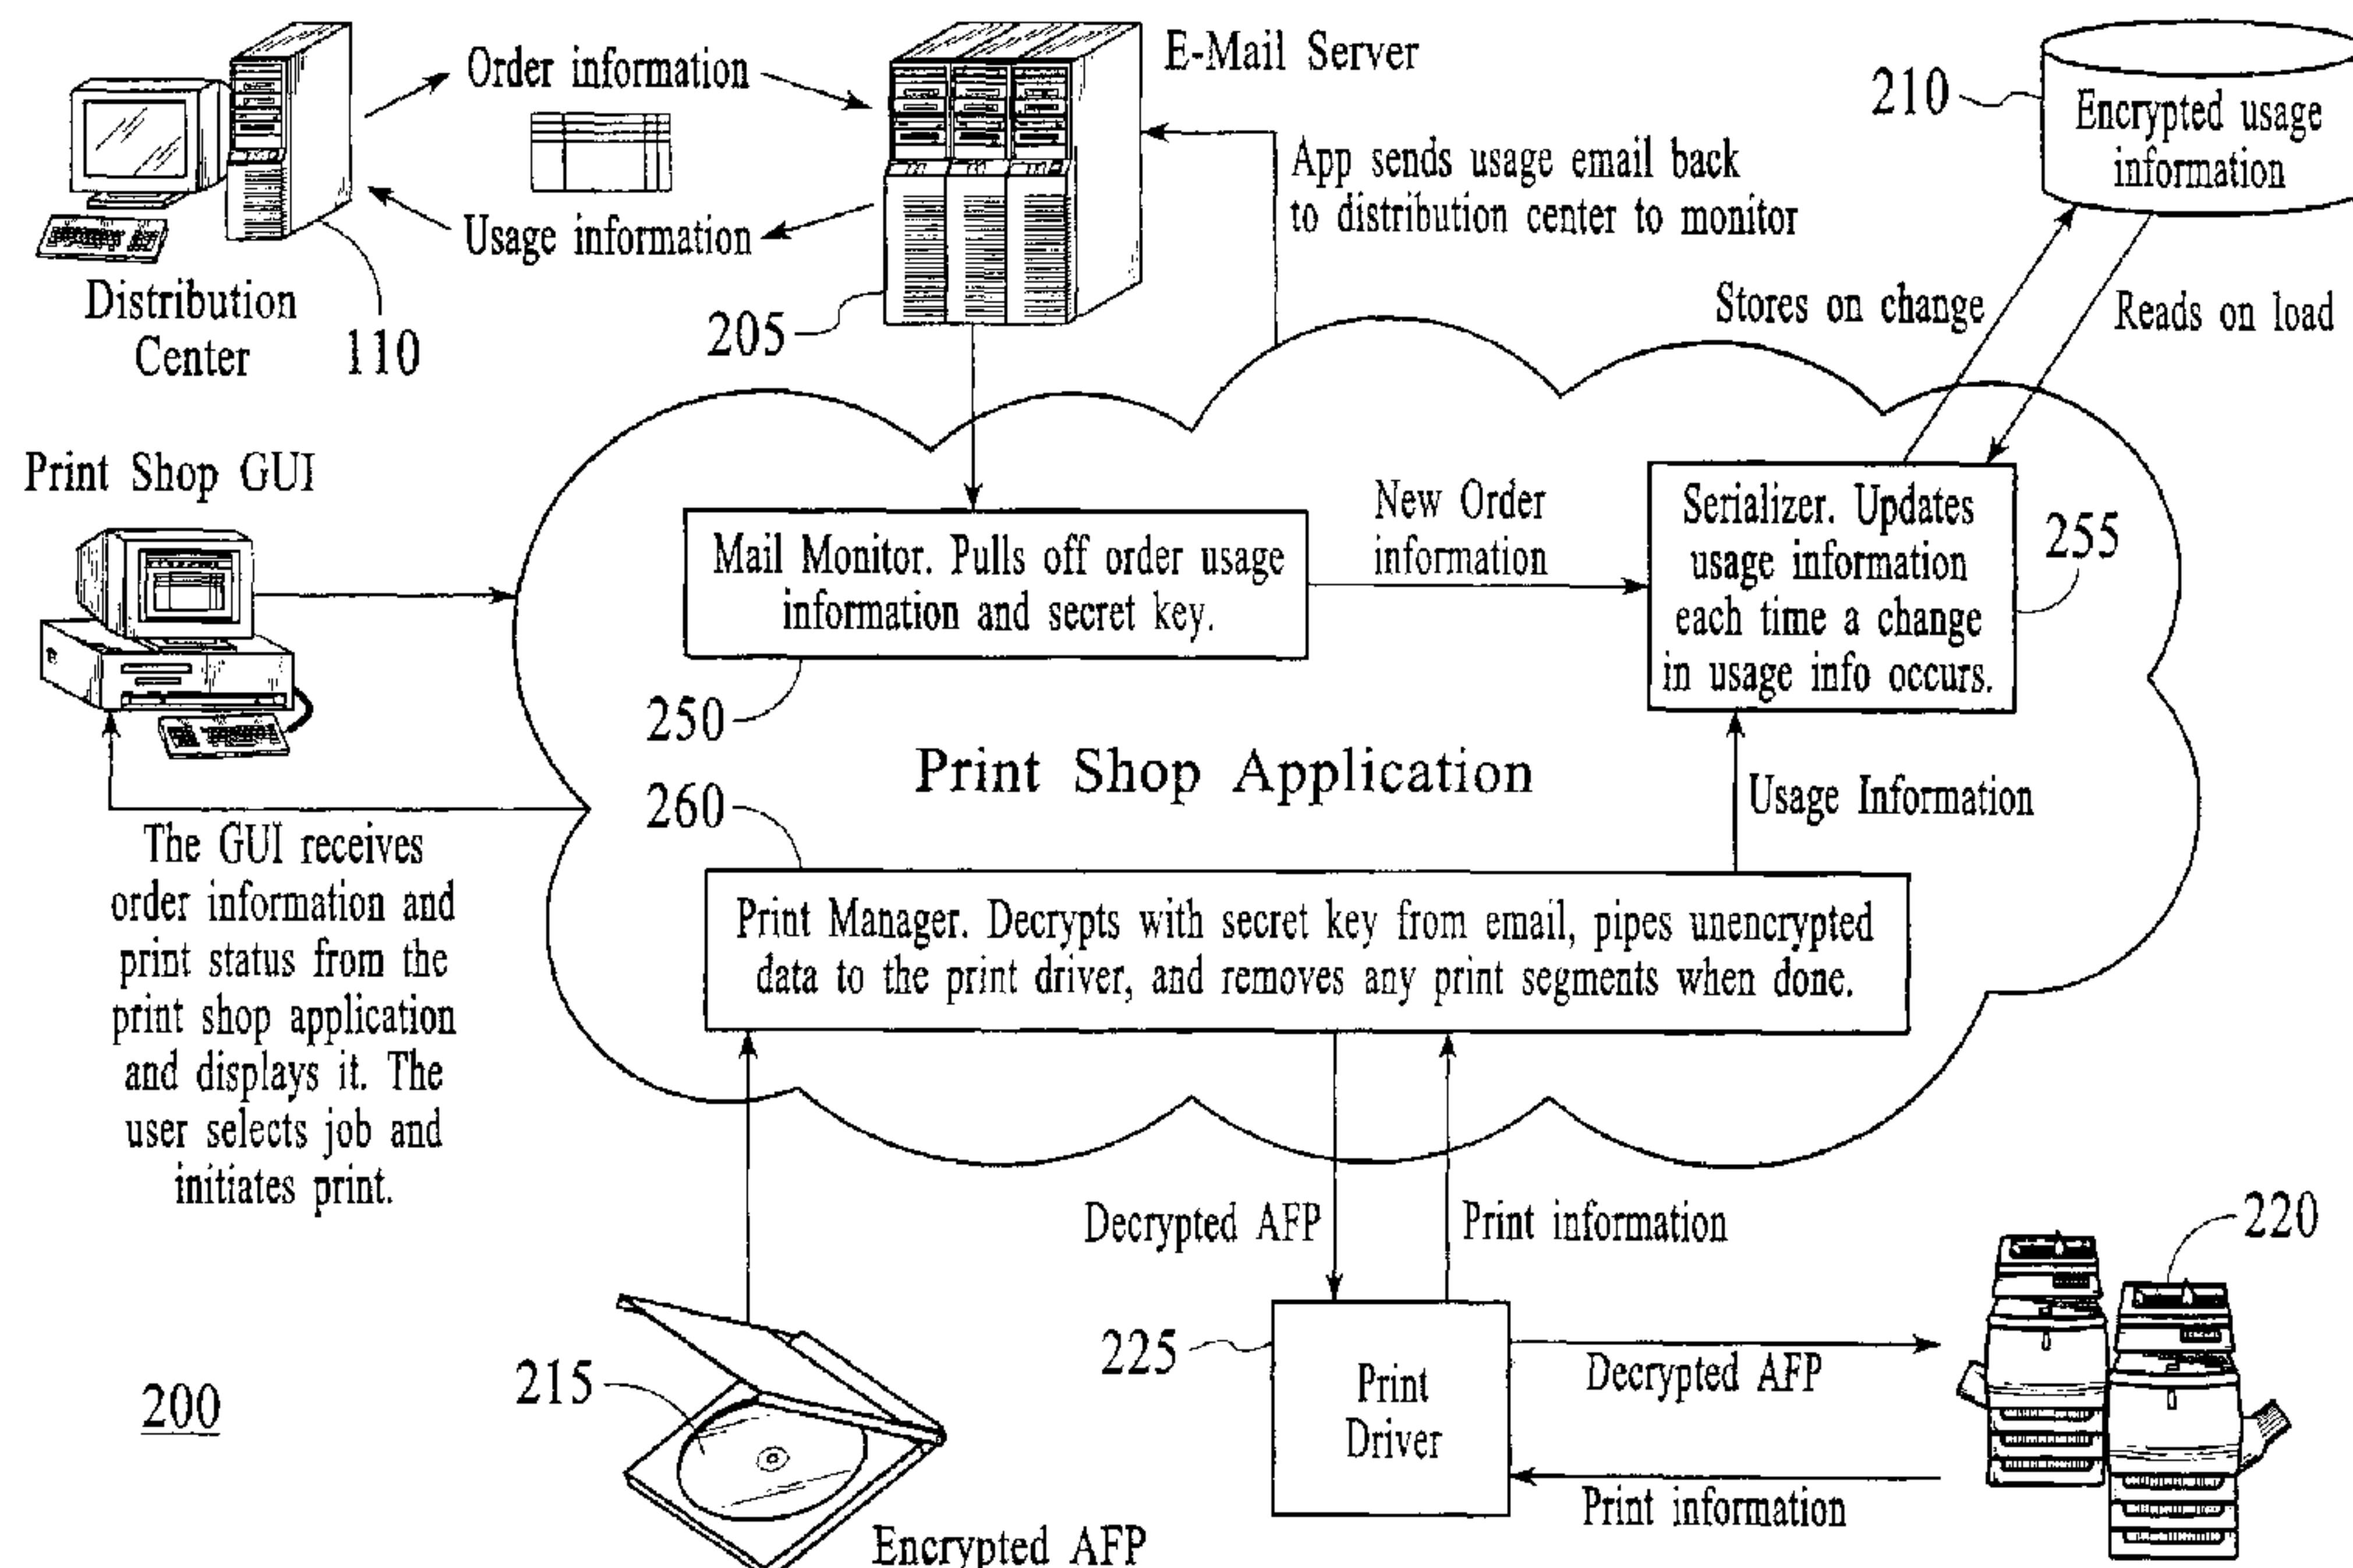 Order information
E-Mail Server
210
Encrypted usage
information
App sends usage email back
to distribution center to monitor
Usage information
Distribution
Center
110
205
Stores on change
Reads on load
Print Shop GUI
New Order
information
Mail Monitor. Pulls off order usage
information and secret key.
250
Serializer. Updates
usage information
each time a change
in usage info occurs.
255
Print Shop Application
260
Usage Information
The GUI receives
order information and
print status from the
print shop application
and displays it. The
user selects job and
initiates print.
Print Manager. Decrypts with secret key from email, pipes unencrypted
data to the print driver, and removes any print segments when done.
Decrypted AFP
Print information
220
215
225
Print
Driver
Decrypted AFP
Print information
200
Encrypted AFP